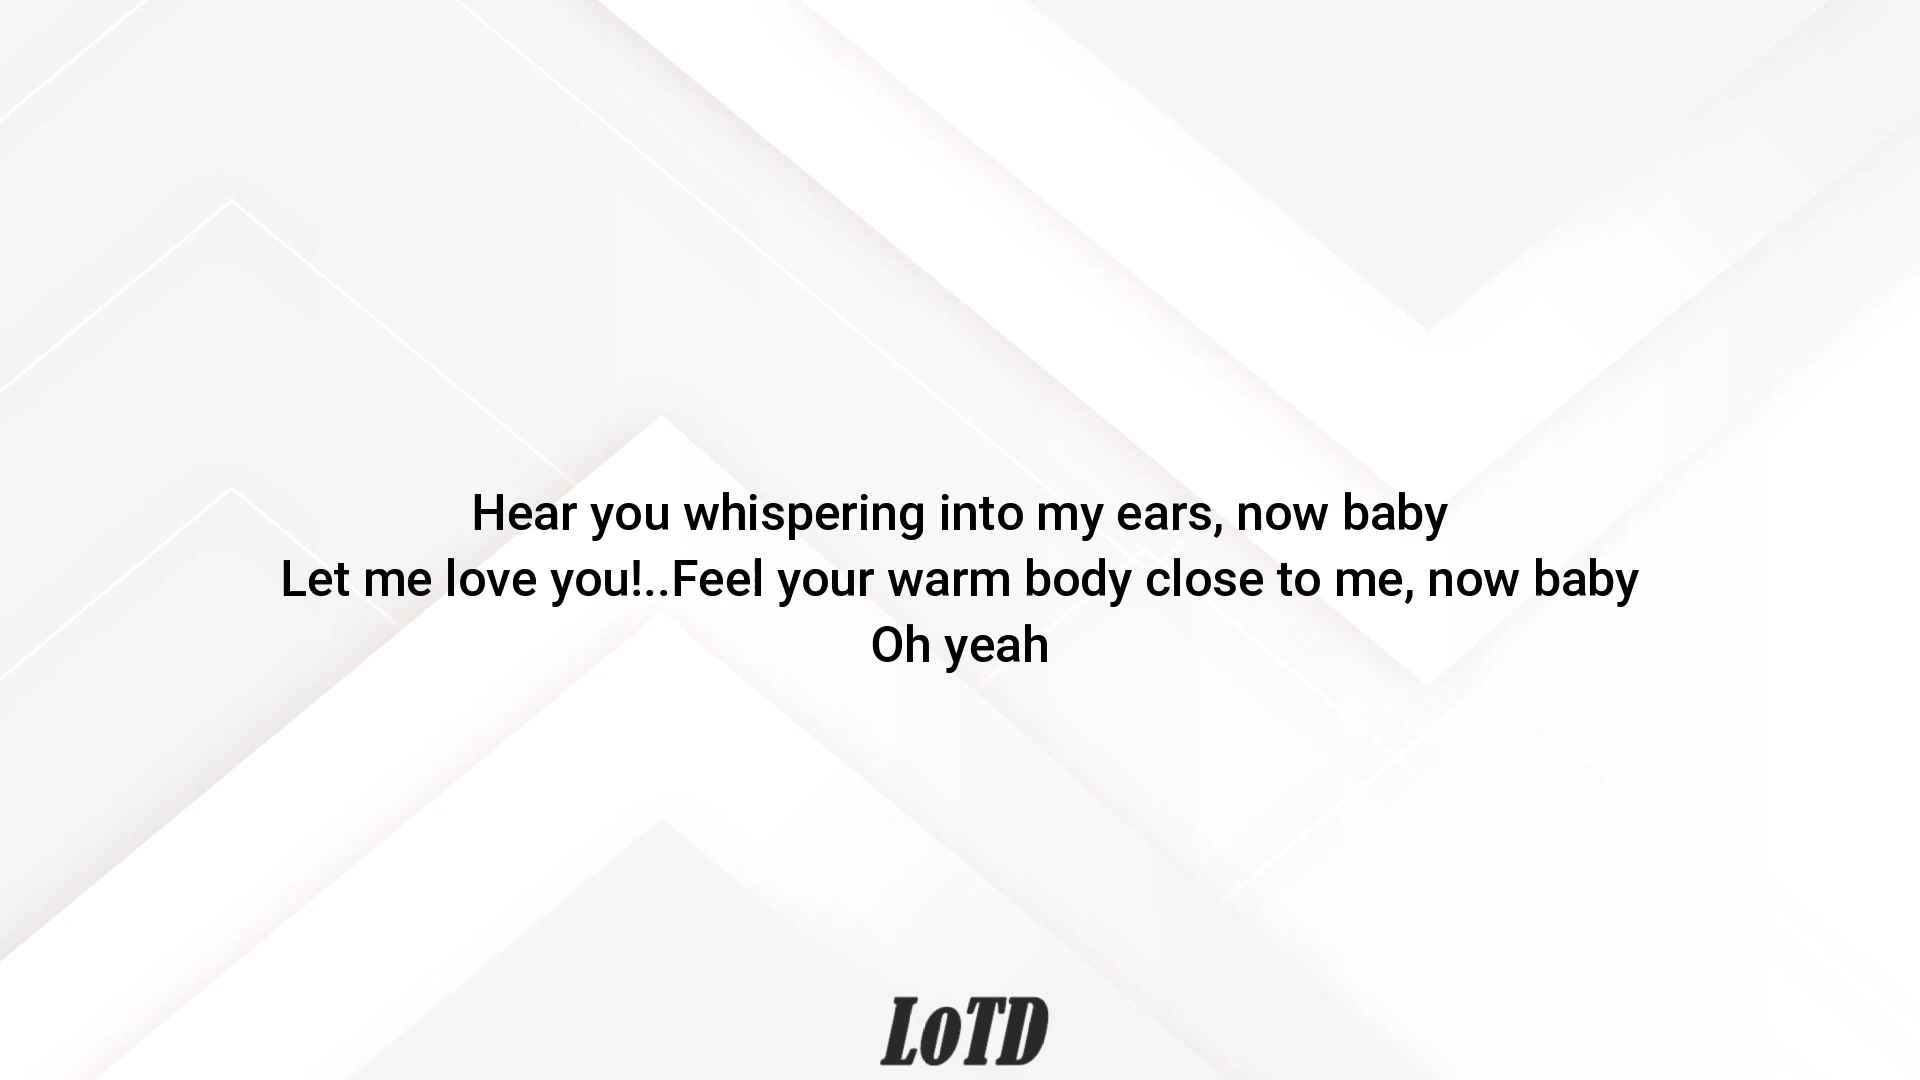 Hear you whispering into my ears, now baby
Let me love you!..Feel your warm body close to me, now baby
Oh yeah
LoTD